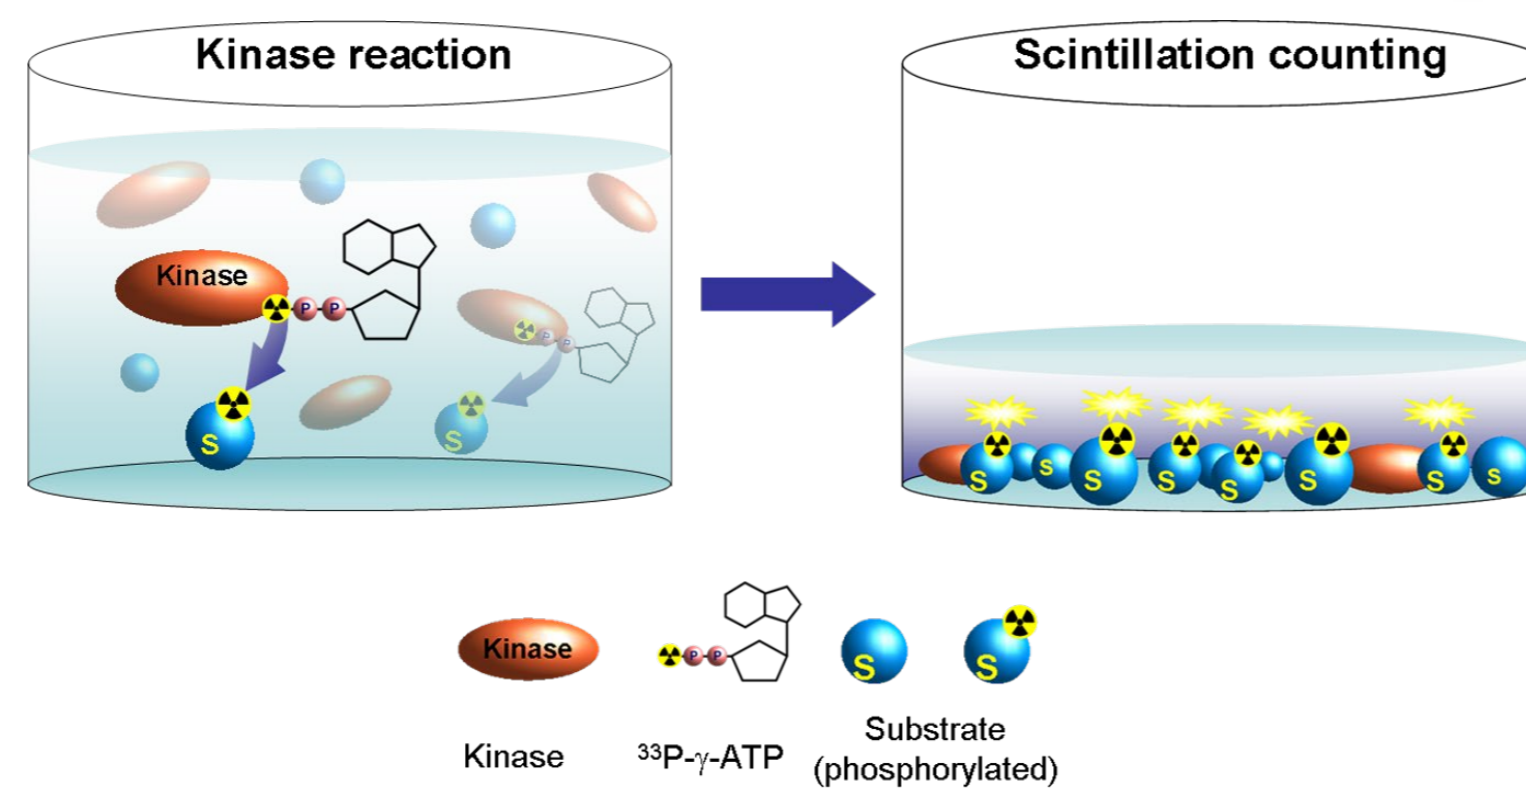 Kinase reaction
Scintillation counting
Kinase
P P
P P
S
S
S S S S S S S S
Kinase
P P
S
S
Kinase
³³P-γ-ATP
Substrate
(phosphorylated)